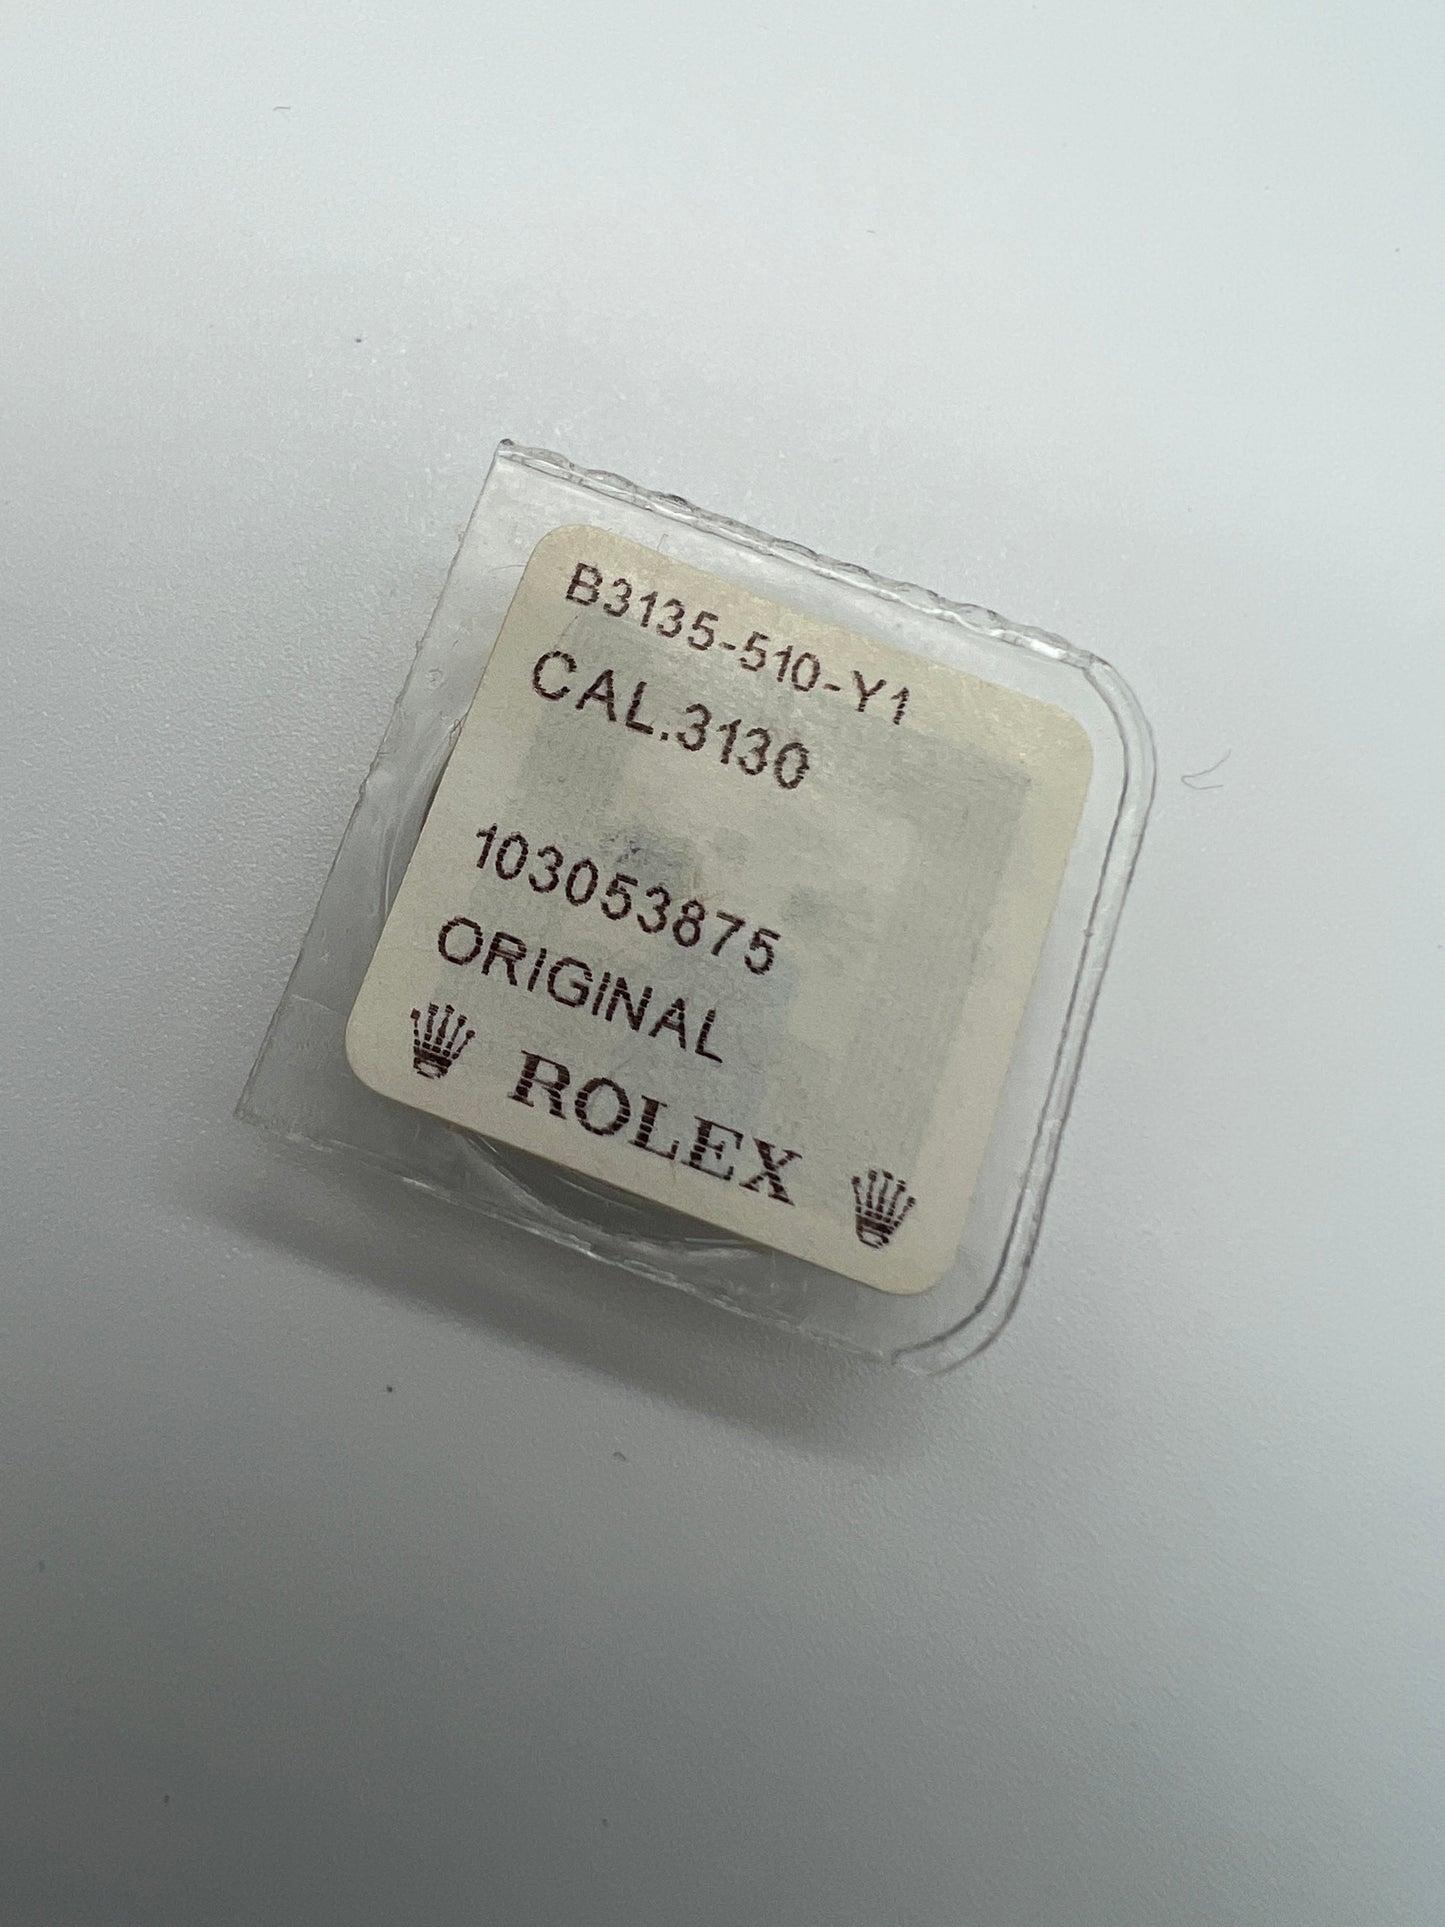 B3135-510-Y1
CAL.3130
103053875
ORIGINAL
ROLEX